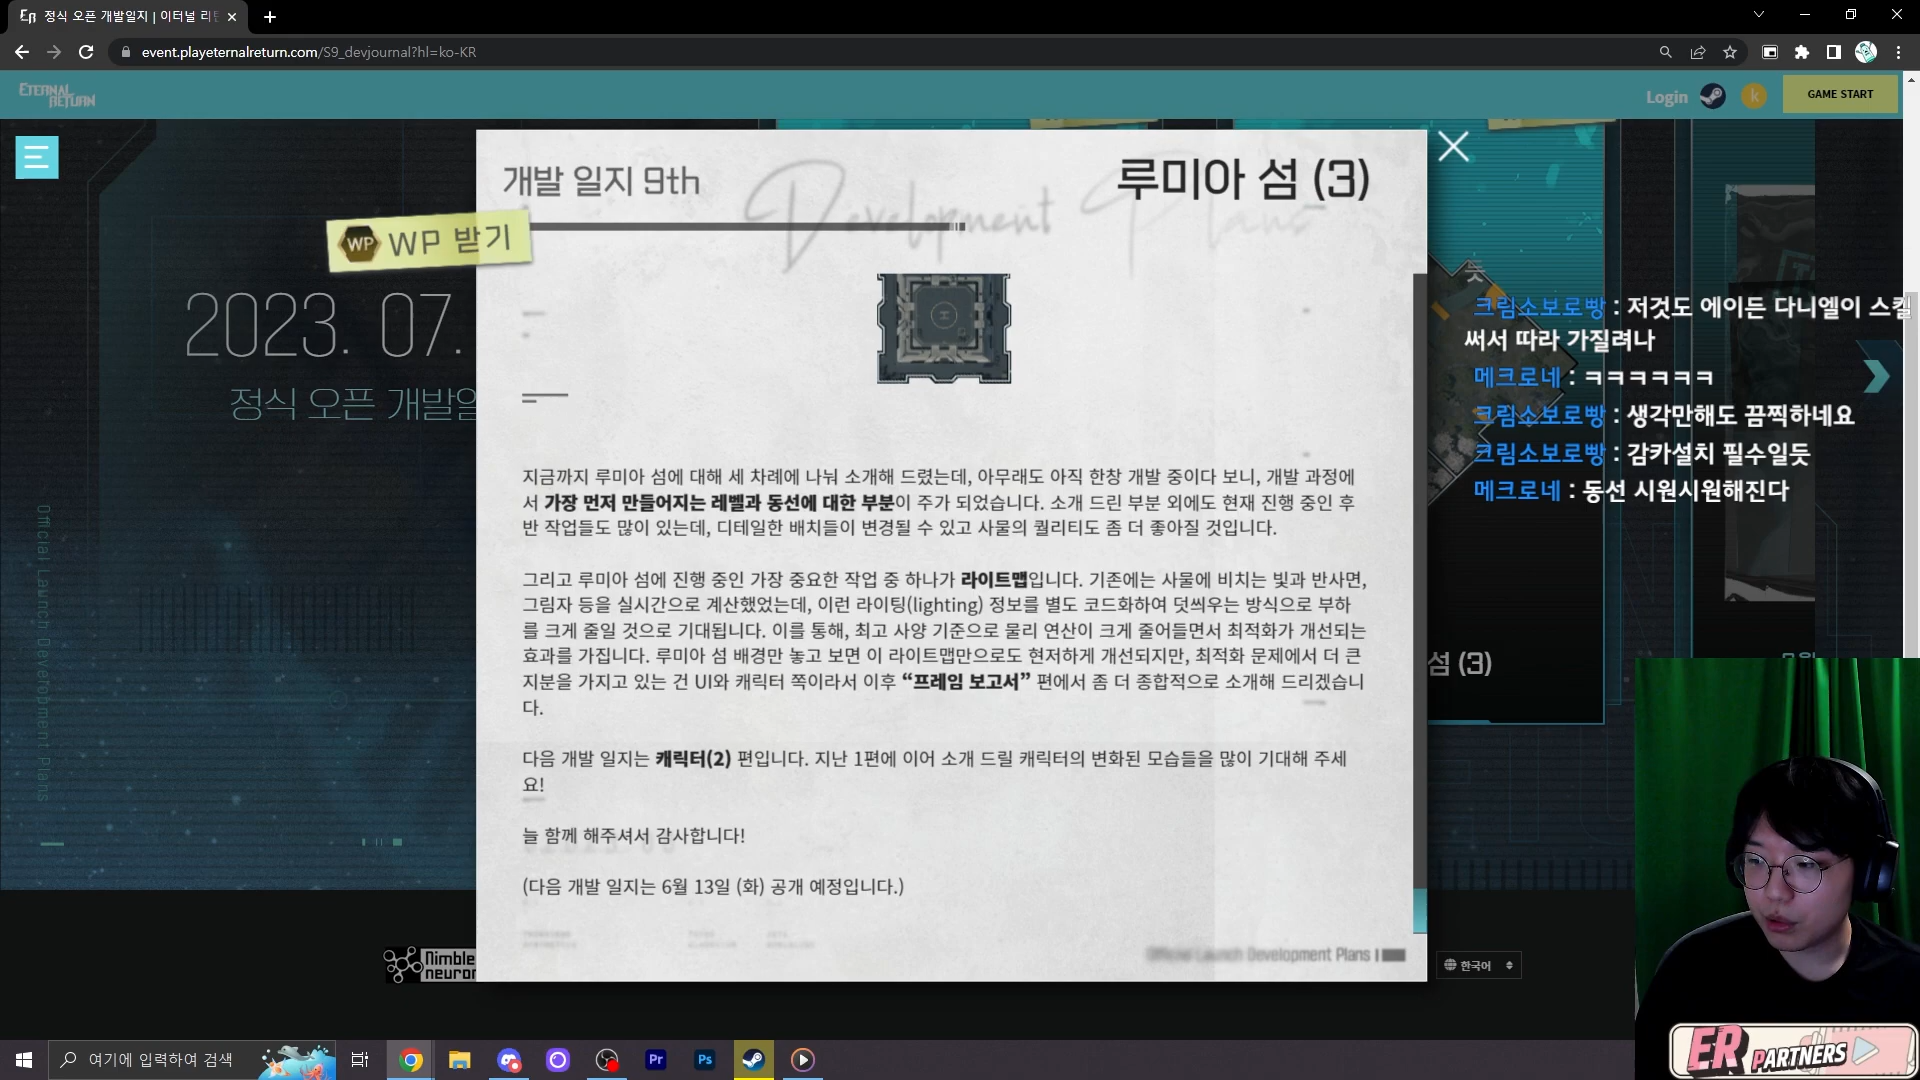 정식 오픈 개발일지 | 이터널 리턴
event.playeternalreturn.com/S9_devjournal?hl=ko-KR
ETERNAL RETURN
Login
k
GAME START
개발 일지 9th
루미아 섬 (3)
Development Plans
WP WP 받기
2023. 07.
정식 오픈 개발일
지금까지 루미아 섬에 대해 세 차례에 나눠 소개해 드렸는데, 아무래도 아직 한창 개발 중이다 보니, 개발 과정에
서 가장 먼저 만들어지는 레벨과 동선에 대한 부분이 주가 되었습니다. 소개 드린 부분 외에도 현재 진행 중인 후
반 작업들도 많이 있는데, 디테일한 배치들이 변경될 수 있고 사물의 퀄리티도 좀 더 좋아질 것입니다.
그리고 루미아 섬에 진행 중인 가장 중요한 작업 중 하나가 라이트맵입니다. 기존에는 사물에 비치는 빛과 반사면,
그림자 등을 실시간으로 계산했었는데, 이런 라이팅(lighting) 정보를 별도 코드화하여 덧씌우는 방식으로 부하
를 크게 줄일 것으로 기대됩니다. 이를 통해, 최고 사양 기준으로 물리 연산이 크게 줄어들면서 최적화가 개선되는
효과를 가집니다. 루미아 섬 배경만 놓고 보면 이 라이트맵만으로도 현저하게 개선되지만, 최적화 문제에서 더 큰
지분을 가지고 있는 건 UI와 캐릭터 쪽이라서 이후 “프레임 보고서” 편에서 좀 더 종합적으로 소개해 드리겠습니
다.
다음 개발 일지는 캐릭터(2) 편입니다. 지난 1편에 이어 소개 드릴 캐릭터의 변화된 모습들을 많이 기대해 주세
요!
늘 함께 해주셔서 감사합니다!
(다음 개발 일지는 6월 13일 (화) 공개 예정입니다.)
Official Launch Development Plans
듯
크림소보로빵 : 저것도 에이든 다니엘이 스킬
써서 따라 가질려나
메크로네 : ㅋㅋㅋㅋㅋㅋ
크림소보로빵 : 생각만해도 끔찍하네요
크림소보로빵 : 감카설치 필수일듯
메크로네 : 동선 시원시원해진다
섬 (3)
Official Launch Development Plans
Nimble
neuron
한국어
여기에 입력하여 검색
Pr
Ps
ER PARTNERS